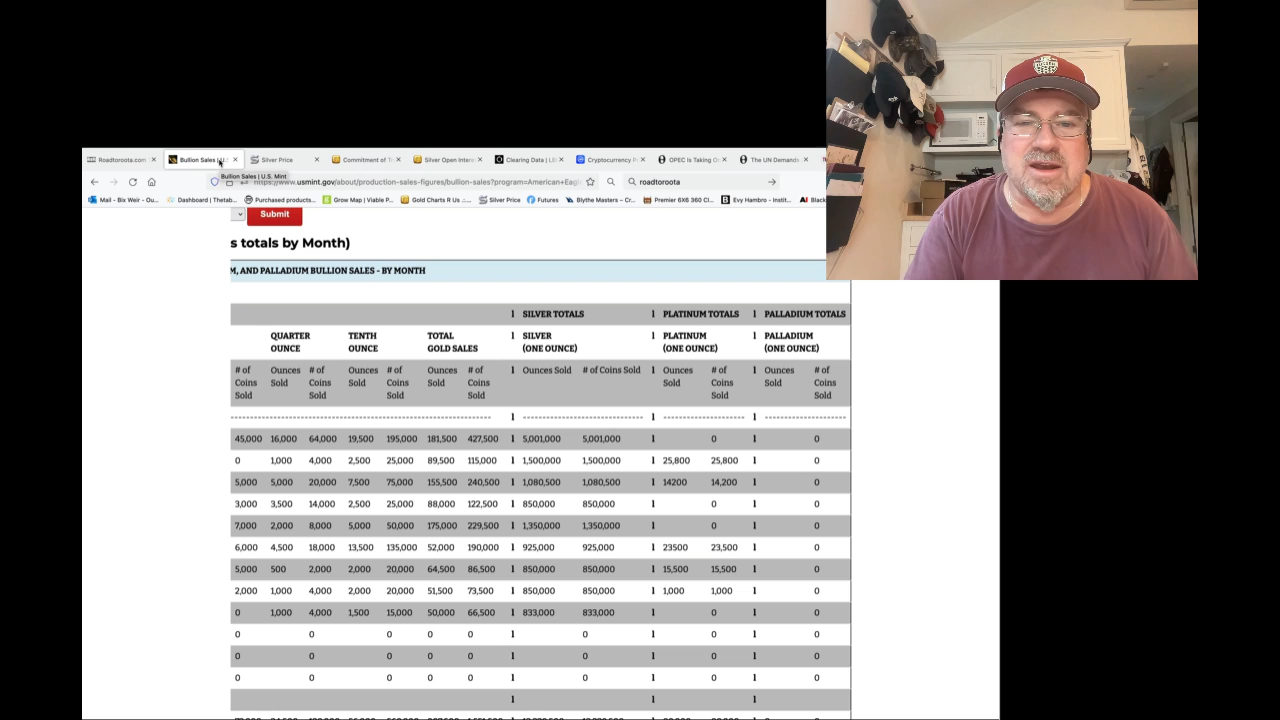 Roadtoroota.com
Bullion Sales | U.S.
Silver Price
Commitment of T
Silver Open Intere
Clearing Data | LB
Cryptocurrency P
OPEC is Taking O
The UN Demands
Bullion Sales | U.S. Mint
https://www.usmint.gov/about/production-sales-figures/bullion-sales?program=American+Eagl
roadtoroota
Mail - Bix Weir - Ou...
Dashboard | Thetab...
Purchased products...
Grow Map | Viable P...
Gold Charts R Us ::...
Silver Price
Futures
Blythe Masters – Cr...
Premier 6X6 360 Cl...
Evy Hambro - Instit...
Black
Submit
s totals by Month)
M, AND PALLADIUM BULLION SALES - BY MONTH
l SILVER TOTALS l PLATINUM TOTALS l PALLADIUM TOTALS
QUARTER OUNCE TENTH OUNCE TOTAL GOLD SALES l SILVER (ONE OUNCE) l PLATINUM (ONE OUNCE) l PALLADIUM (ONE OUNCE)
# of Coins Sold Ounces Sold # of Coins Sold Ounces Sold # of Coins Sold Ounces Sold # of Coins Sold l Ounces Sold # of Coins Sold l Ounces Sold # of Coins Sold l Ounces Sold # of Coins Sold
45,000 16,000 64,000 19,500 195,000 181,500 427,500 l 5,001,000 5,001,000 l 0 l 0
0 1,000 4,000 2,500 25,000 89,500 115,000 l 1,500,000 1,500,000 l 25,800 25,800 l 0
5,000 5,000 20,000 7,500 75,000 155,500 240,500 l 1,080,500 1,080,500 l 14200 14,200 l 0
3,000 3,500 14,000 2,500 25,000 88,000 122,500 l 850,000 850,000 l 0 l 0
7,000 2,000 8,000 5,000 50,000 175,000 229,500 l 1,350,000 1,350,000 l 0 l 0
6,000 4,500 18,000 13,500 135,000 52,000 190,000 l 925,000 925,000 l 23500 23,500 l 0
5,000 500 2,000 2,000 20,000 64,500 86,500 l 850,000 850,000 l 15,500 15,500 l 0
2,000 1,000 4,000 2,000 20,000 51,500 73,500 l 850,000 850,000 l 1,000 1,000 l 0
0 1,000 4,000 1,500 15,000 50,000 66,500 l 833,000 833,000 l 0 l 0
0 0 0 0 0 l 0 l 0 l 0
0 0 0 0 0 l 0 l 0 l 0
0 0 0 0 0 l 0 l 0 l 0
l l l